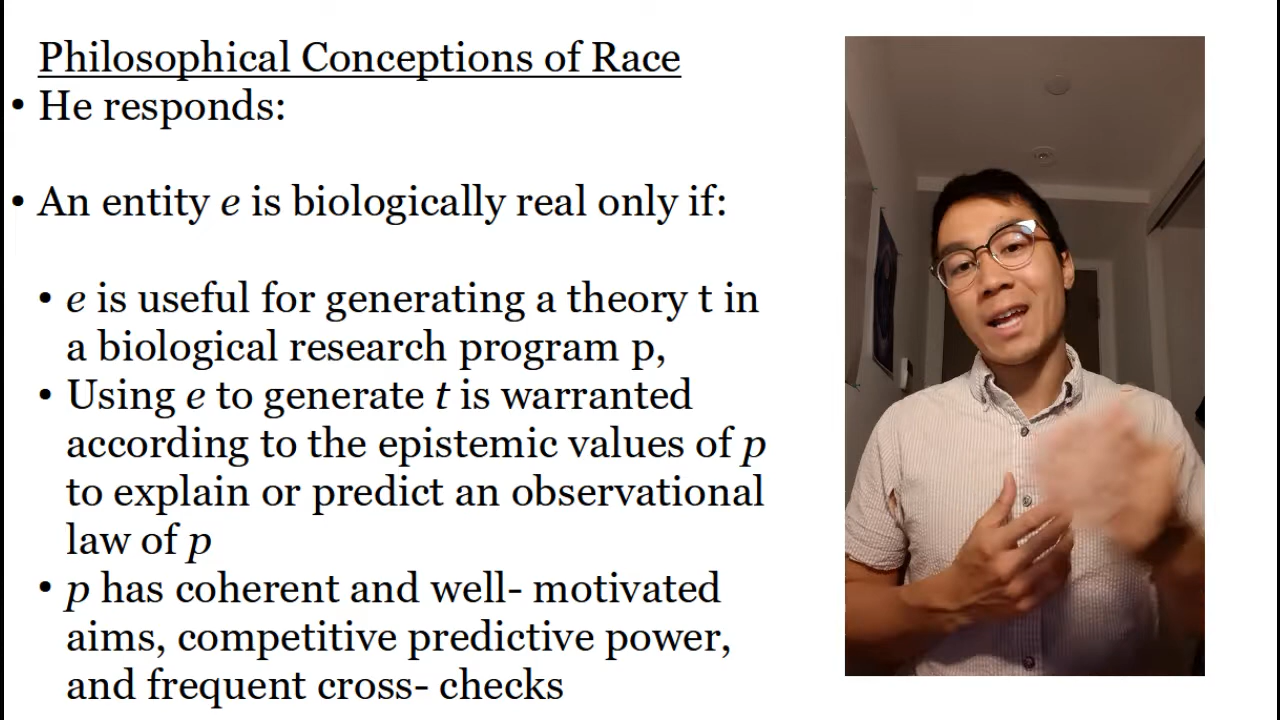 Philosophical Conceptions of Race
• He responds:
• An entity e is biologically real only if:
• e is useful for generating a theory t in
a biological research program p,
• Using e to generate t is warranted
according to the epistemic values of p
to explain or predict an observational
law of p
• p has coherent and well- motivated
aims, competitive predictive power,
and frequent cross- checks